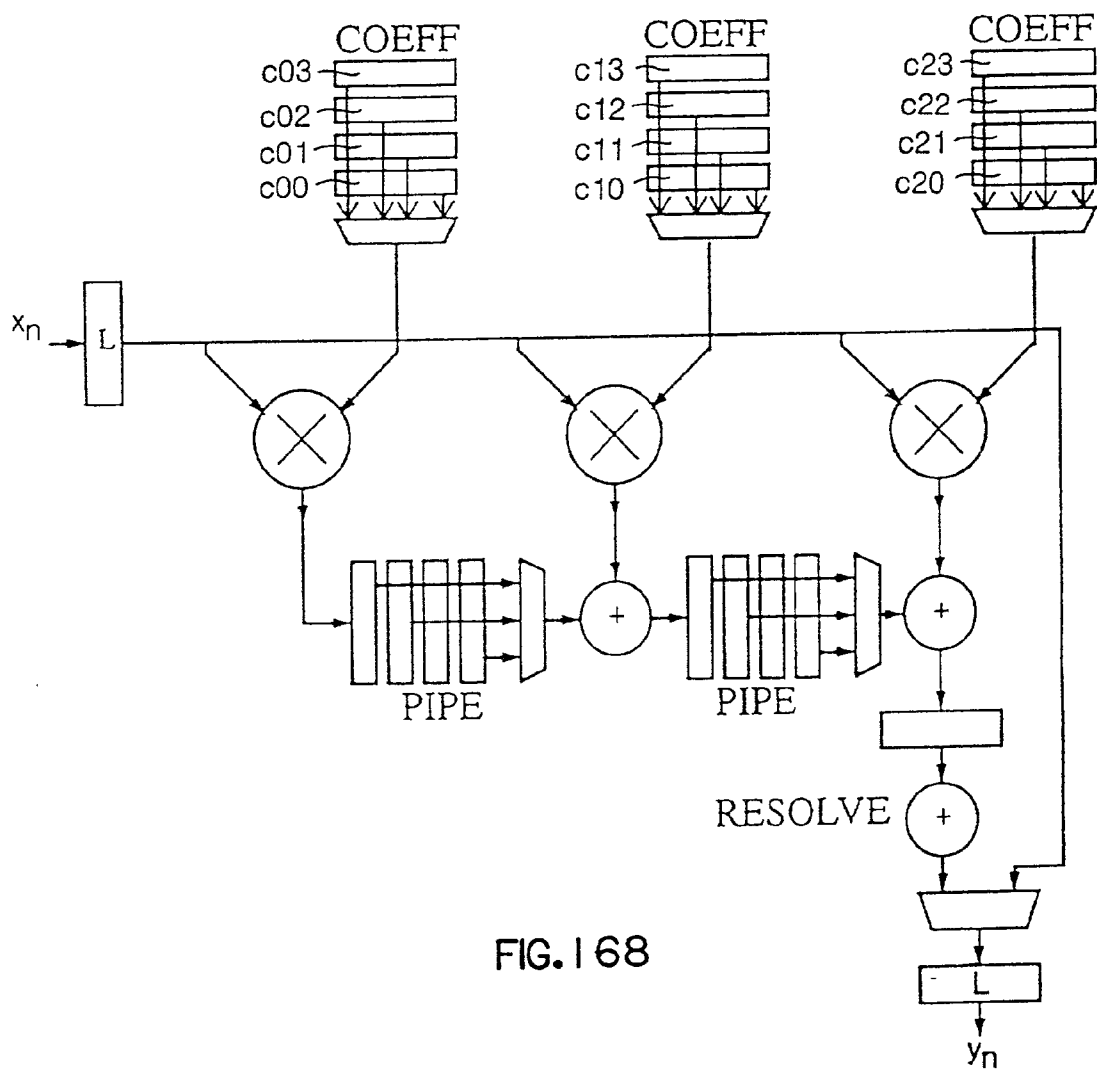 COEFF COEFF COEFF
c03 c13 c23
c02 c12 c22
c01 c11 c21
c00 c10 c20
xn L
+ +
PIPE PIPE
RESOLVE +
FIG. 168
L
yn